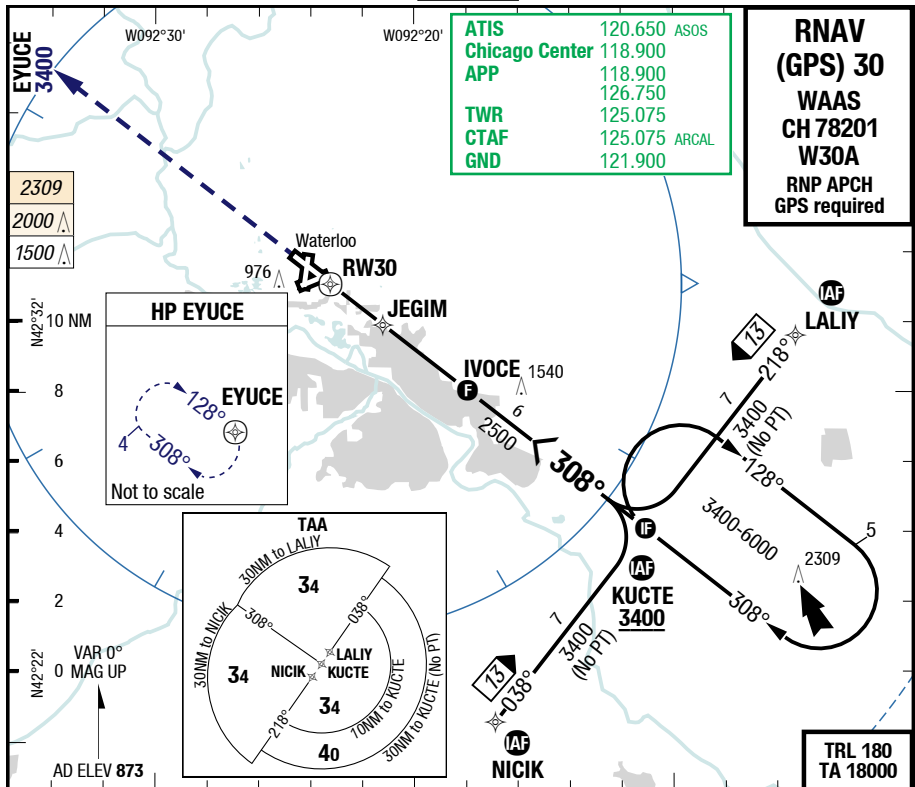 W092°30'
W092°20'
EYUCE
3400
ATIS 120.650 ASOS
Chicago Center 118.900
APP 118.900
126.750
TWR 125.075
CTAF 125.075 ARCAL
GND 121.900
RNAV
(GPS) 30
WAAS
CH 78201
W30A
RNP APCH
GPS required
2309
2000
1500
Waterloo
976
RW30
JEGIM
IAF
LALIY
13
218°
7
3400
(No PT)
HP EYUCE
EYUCE
128°
308°
4
Not to scale
N42°32'
10 NM
8
6
4
2
0
N42°22'
IVOCE
F
1540
6
2500
308°
128°
5
3400-6000
2309
308°
IF
IAF
KUCTE
3400
7
3400
(No PT)
13
038°
IAF
NICIK
TAA
30NM to LALIY
34
308°
038°
30NM to NICIK
34
LALIY
NICIK
KUCTE
34
218°
10NM to KUCTE
40
30NM to KUCTE (No PT)
VAR 0°
MAG UP
AD ELEV 873
TRL 180
TA 18000